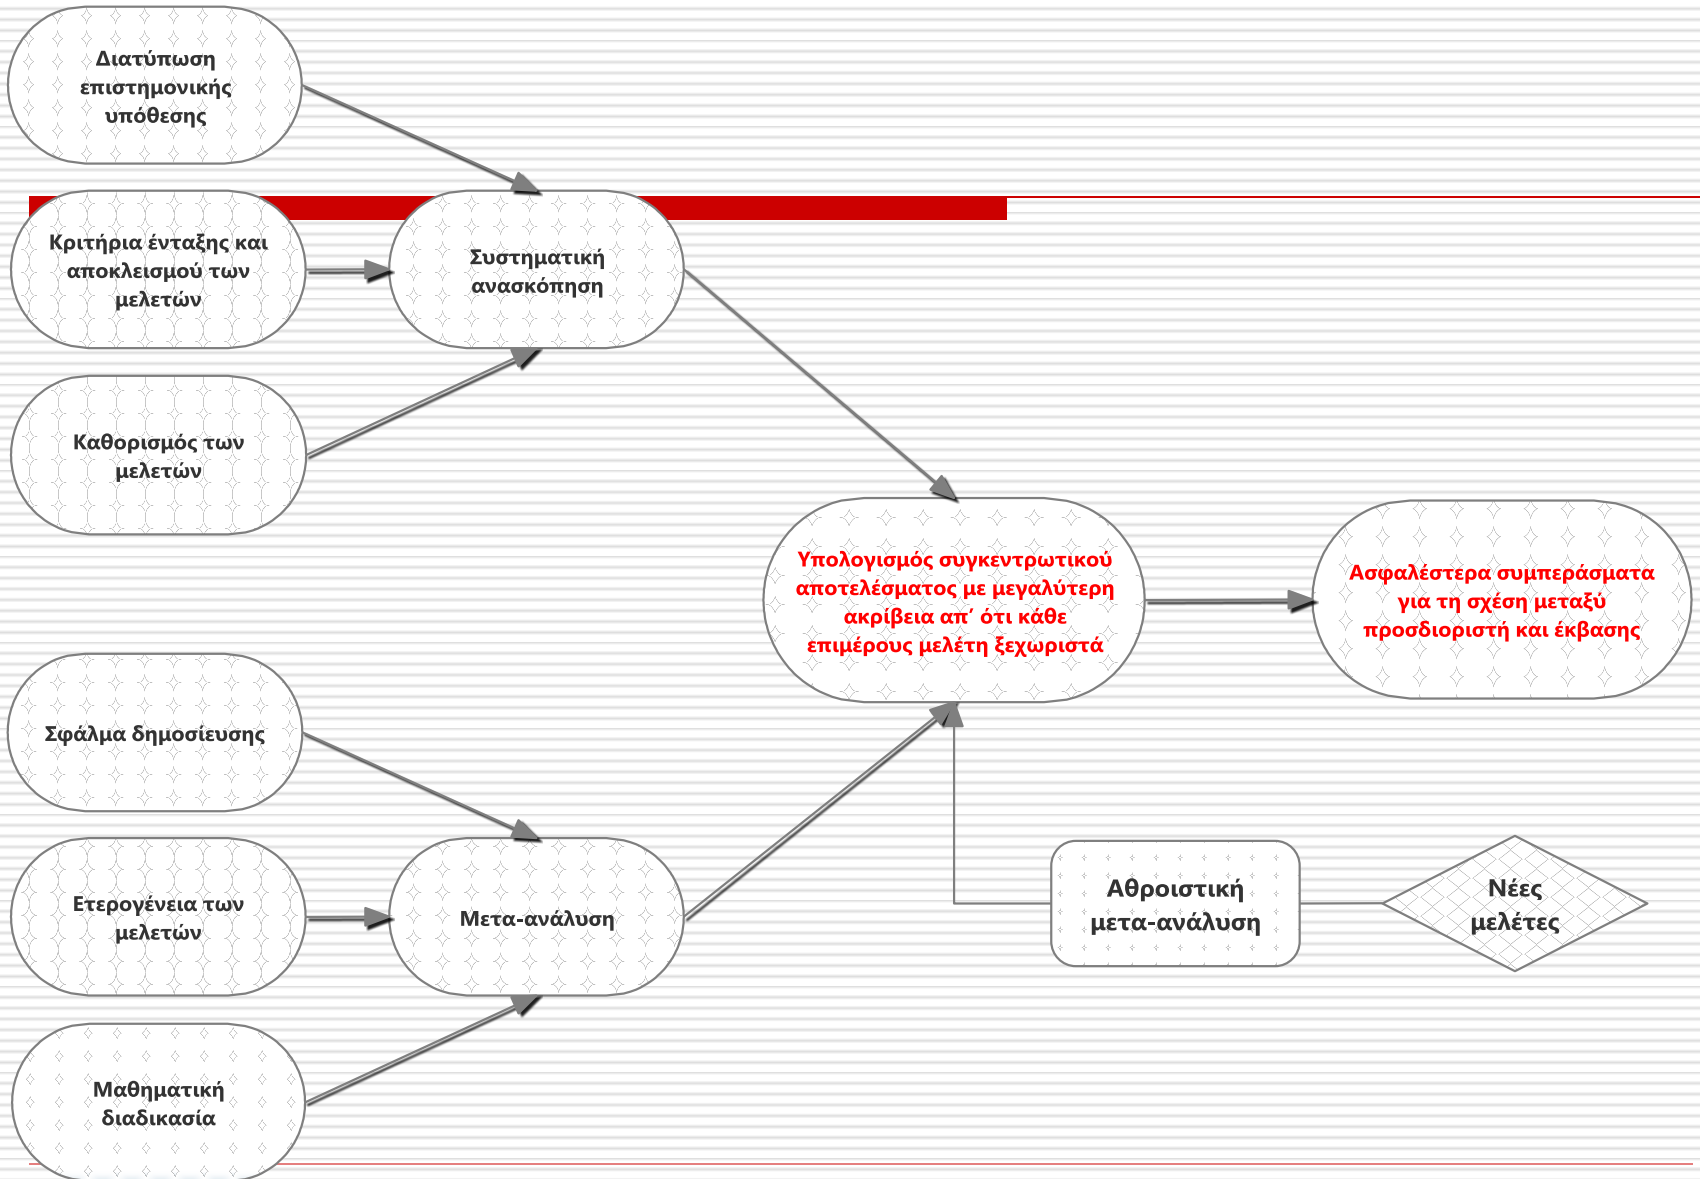 Διατύπωση
επιστημονικής
υπόθεσης
Κριτήρια ένταξης και
αποκλεισμού των
μελετών
Συστηματική
ανασκόπηση
Καθορισμός των
μελετών
Υπολογισμός συγκεντρωτικού
αποτελέσματος με μεγαλύτερη
ακρίβεια απ’ ότι κάθε
επιμέρους μελέτη ξεχωριστά
Ασφαλέστερα συμπεράσματα
για τη σχέση μεταξύ
προσδιοριστή και έκβασης
Σφάλμα δημοσίευσης
Ετερογένεια των
μελετών
Μετα-ανάλυση
Αθροιστική
μετα-ανάλυση
Νέες
μελέτες
Μαθηματική
διαδικασία